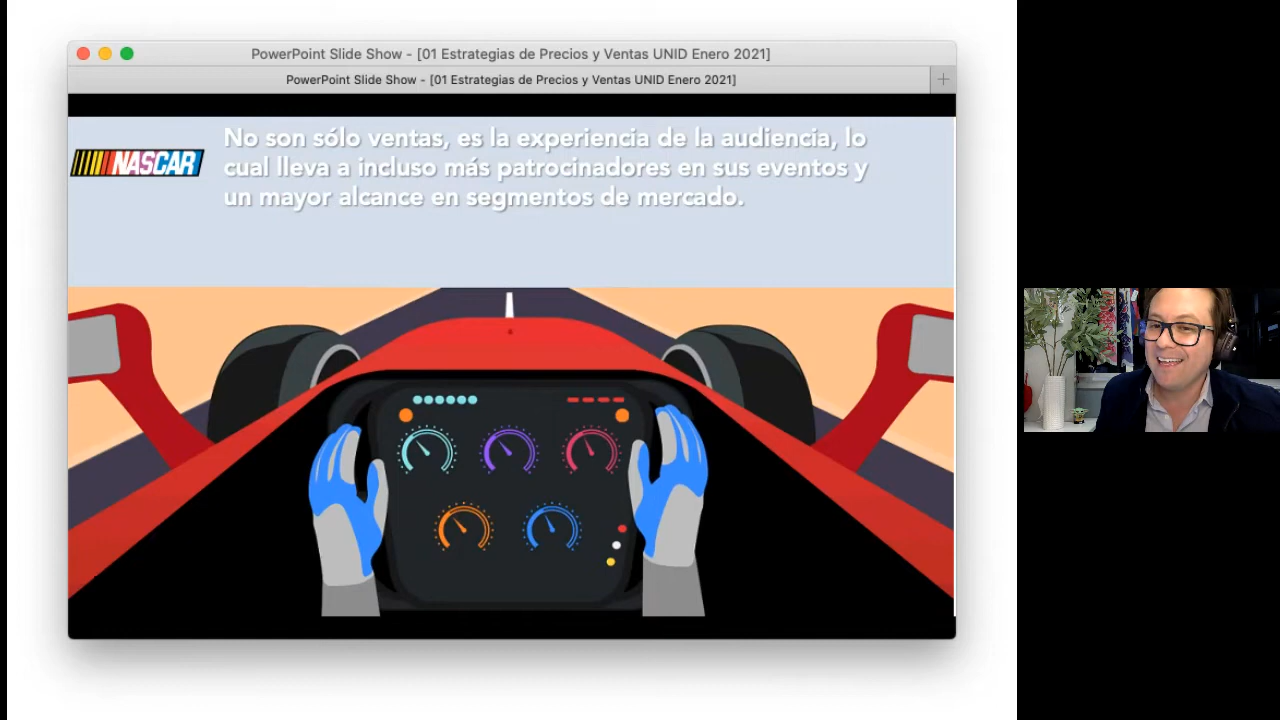 PowerPoint Slide Show - [01 Estrategias de Precios y Ventas UNID Enero 2021]
PowerPoint Slide Show - [01 Estrategias de Precios y Ventas UNID Enero 2021]
NASCAR
No son sólo ventas, es la experiencia de la audiencia, lo
cual lleva a incluso más patrocinadores en sus eventos y
un mayor alcance en segmentos de mercado.